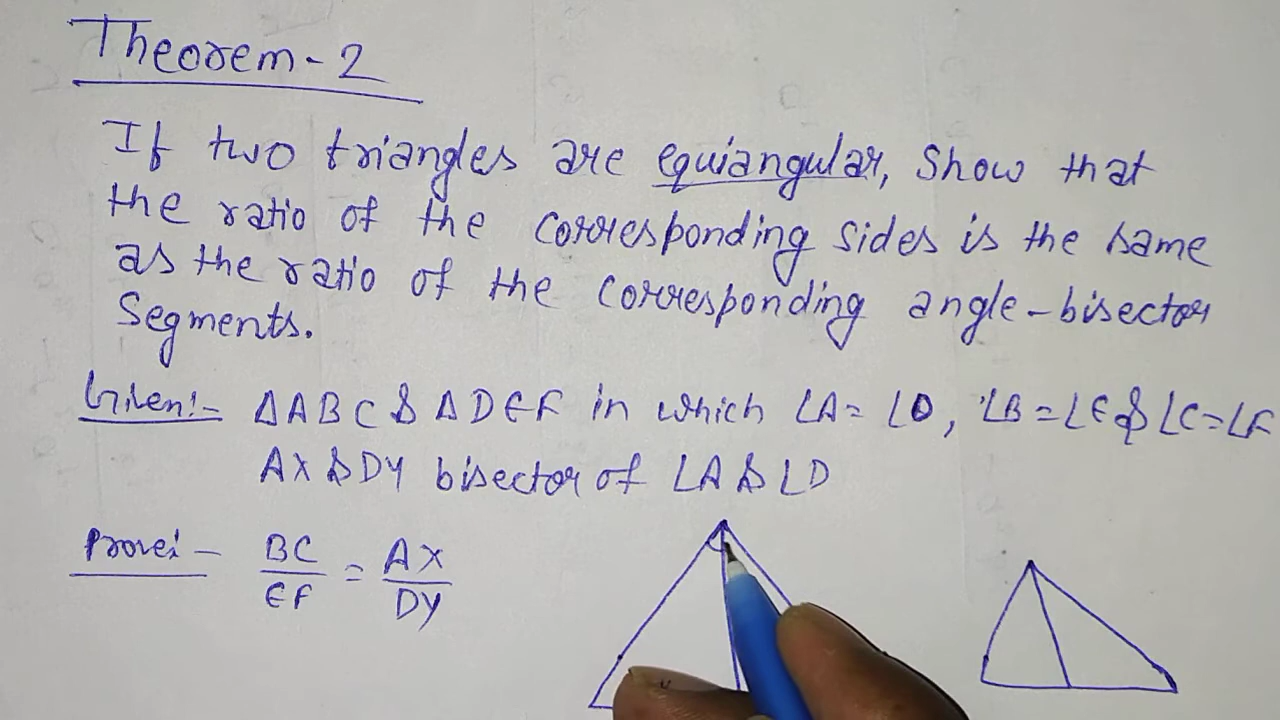 Theorem-2
If two triangles are equiangular, show that
the ratio of the corresponding sides is the same
as the ratio of the corresponding angle-bisector
segments.
Given:- ΔABC & ΔDEF in which ∠A=∠D, ∠B=∠E & ∠C=∠F
AX & DY bisector of ∠A & ∠D
Prove:- BC/EF = AX/DY